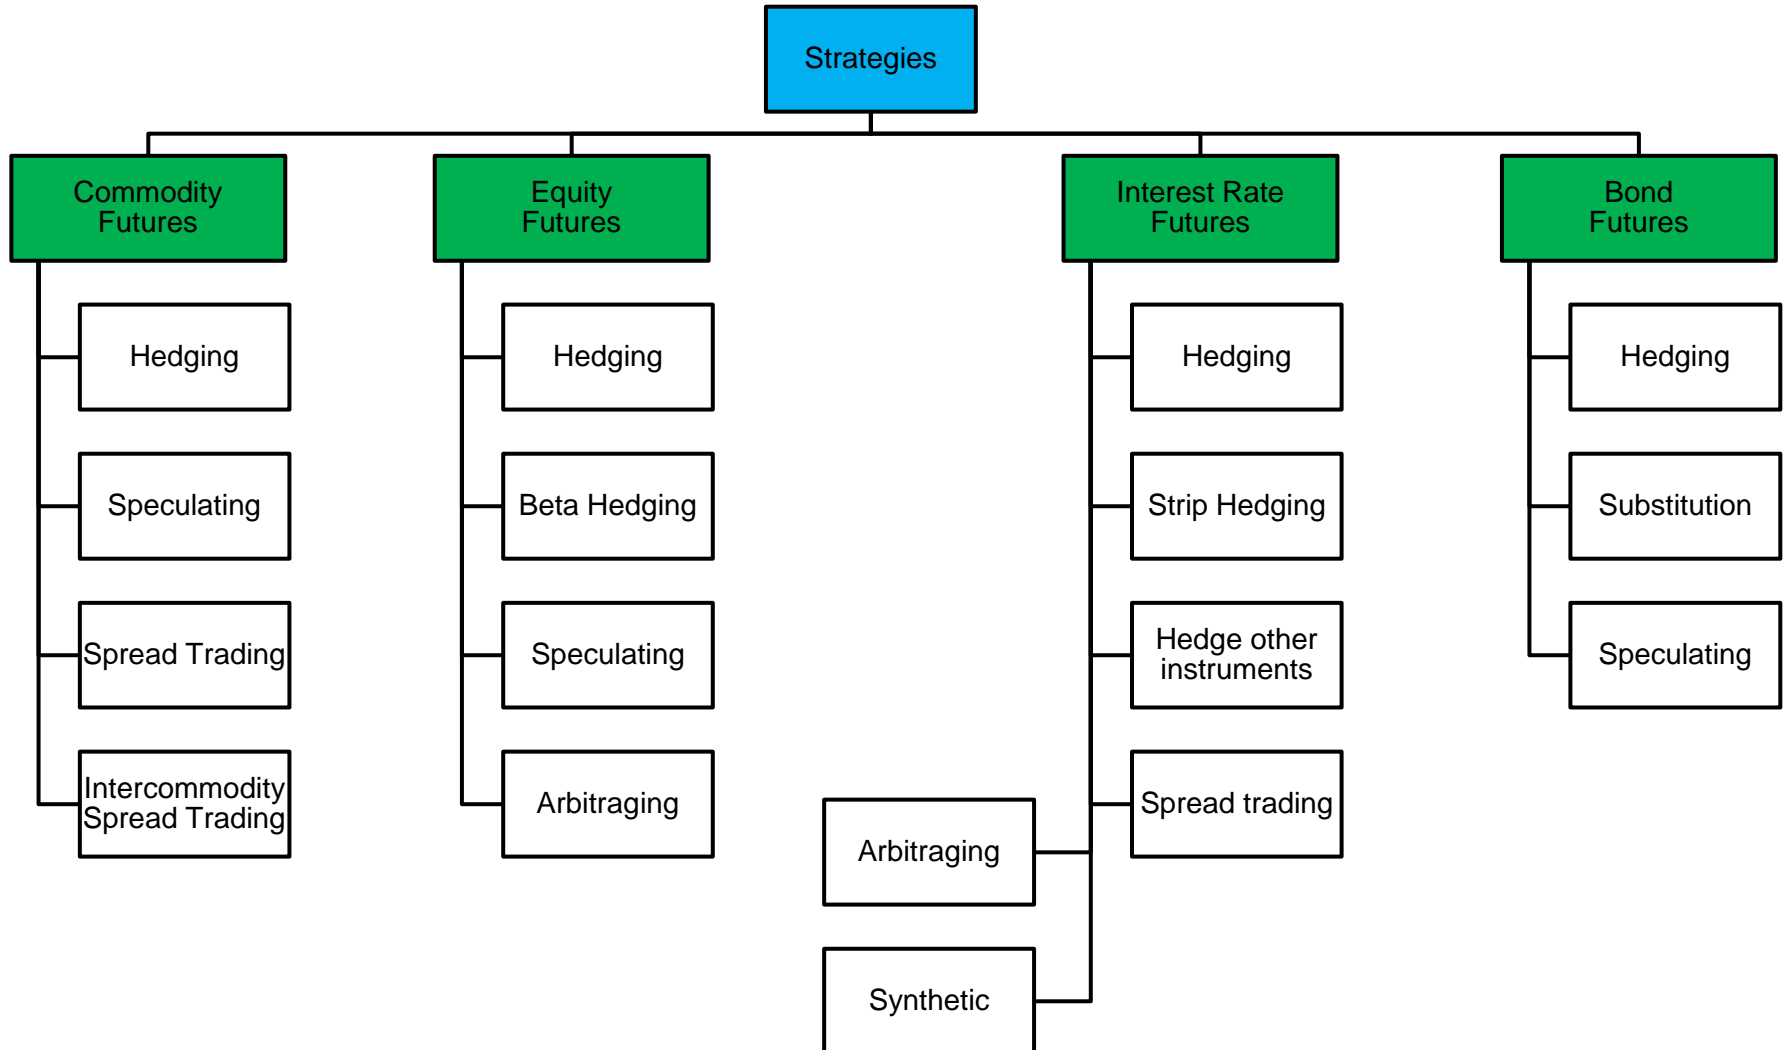 Strategies
Commodity
Futures
Hedging
Speculating
Spread Trading
Intercommodity
Spread Trading
Equity
Futures
Hedging
Beta Hedging
Speculating
Arbitraging
Interest Rate
Futures
Hedging
Strip Hedging
Hedge other
instruments
Spread trading
Arbitraging
Synthetic
Bond
Futures
Hedging
Substitution
Speculating